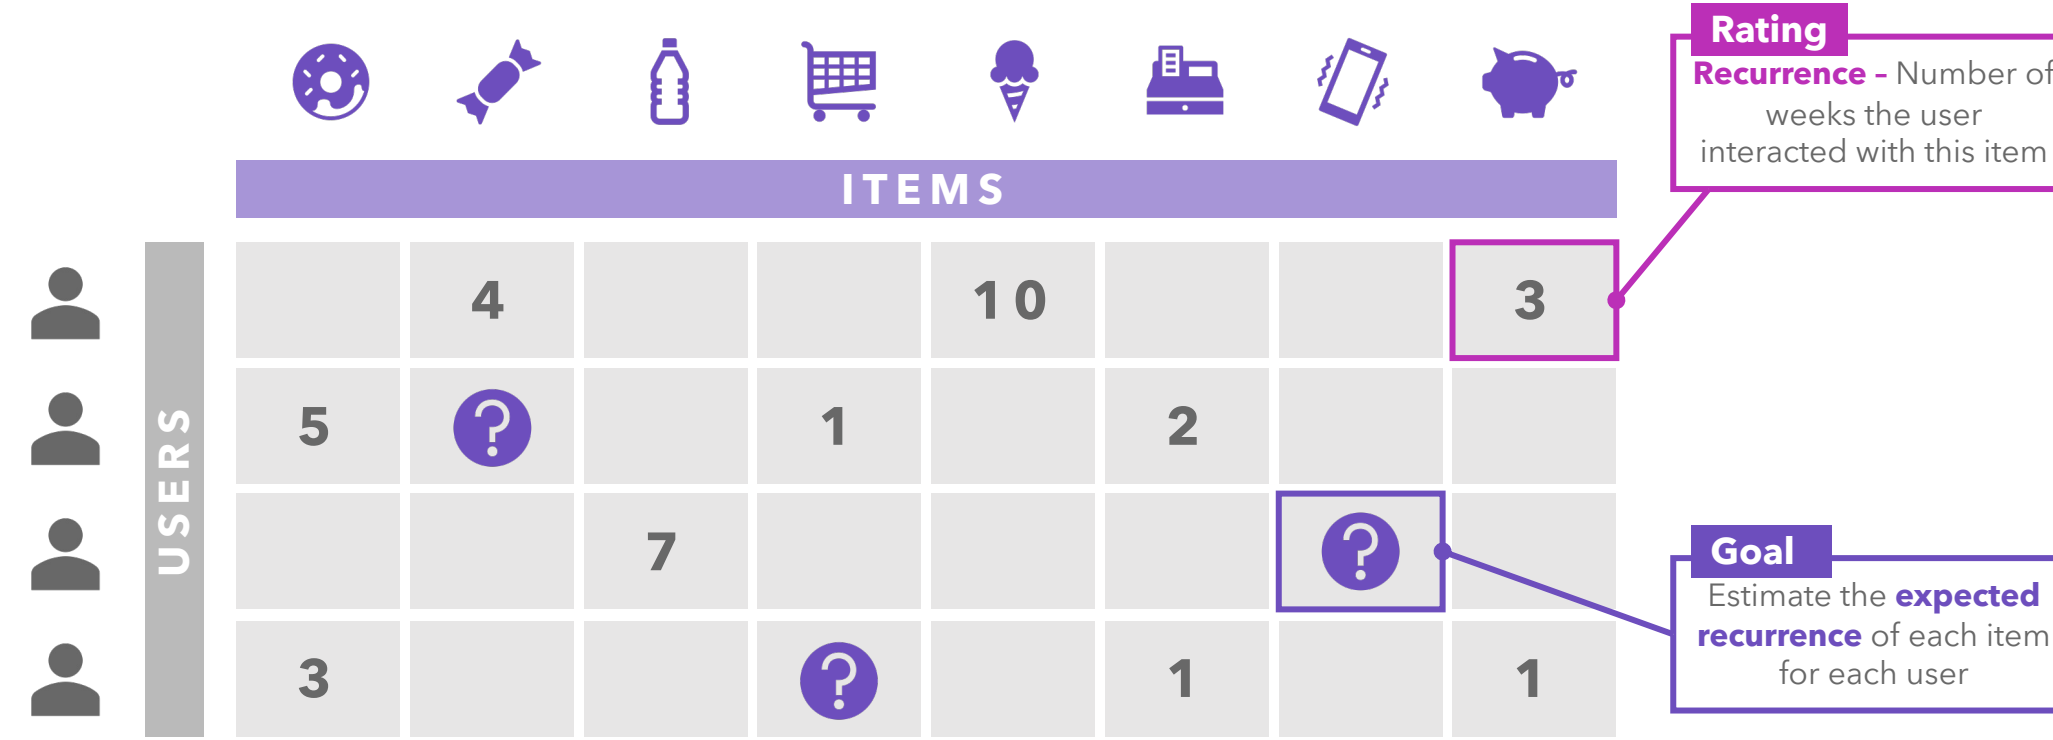 Rating
Recurrence – Number of
weeks the user
interacted with this item
ITEMS
USERS
4 10 3
5 ? 1 2
7 ?
3 ? 1 1
Goal
Estimate the expected
recurrence of each item
for each user